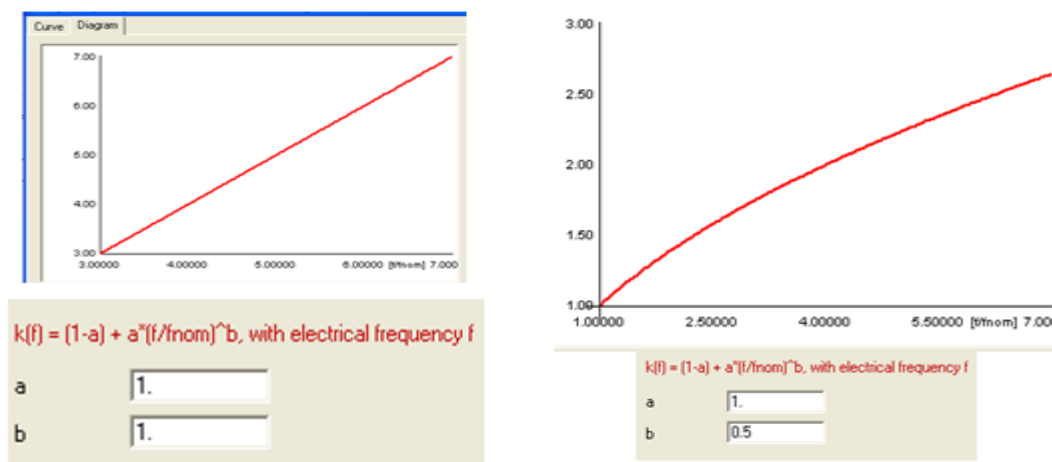 Curve Diagram
7.00
6.00
5.00
4.00
3.00
3.00000 4.00000 5.00000 6.00000 [f/fnom] 7.000
k(f) = (1-a) + a*(f/fnom)^b, with electrical frequency f
a 1.
b 1.
3.00
2.50
2.00
1.50
1.00
1.00000 2.50000 4.00000 5.50000 [f/fnom] 7.00
k(f) = (1-a) + a*(f/fnom)^b, with electrical frequency f
a 1.
b 0.5